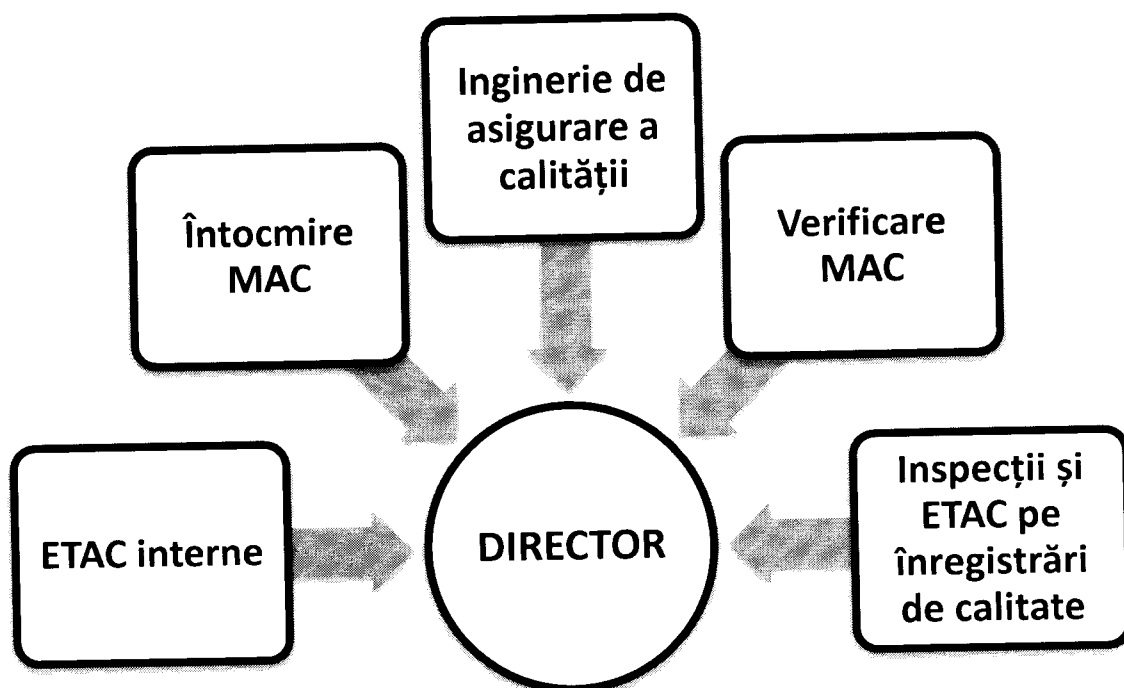 Inginerie de
asigurare a
calității
Întocmire
MAC
Verificare
MAC
ETAC interne
DIRECTOR
Inspecții și
ETAC pe
înregistrări
de calitate